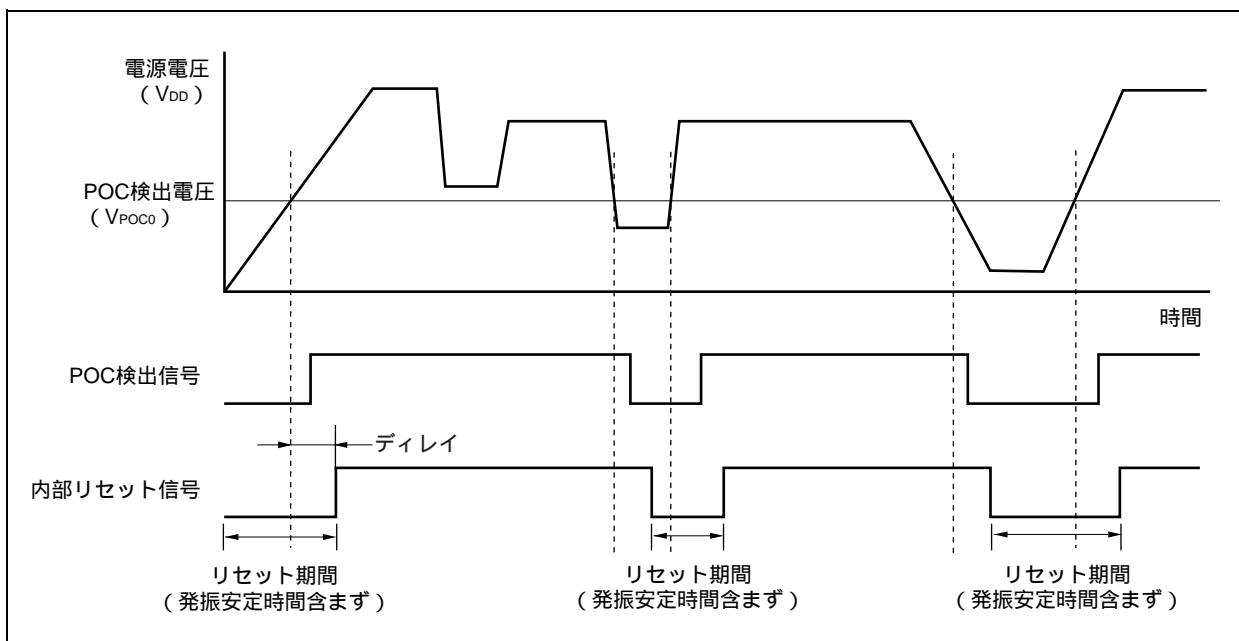 電源電圧
（VDD）
POC検出電圧
（VPOC0）
時間
POC検出信号
ディレイ
内部リセット信号
リセット期間
（発振安定時間含まず）
リセット期間
（発振安定時間含まず）
リセット期間
（発振安定時間含まず）